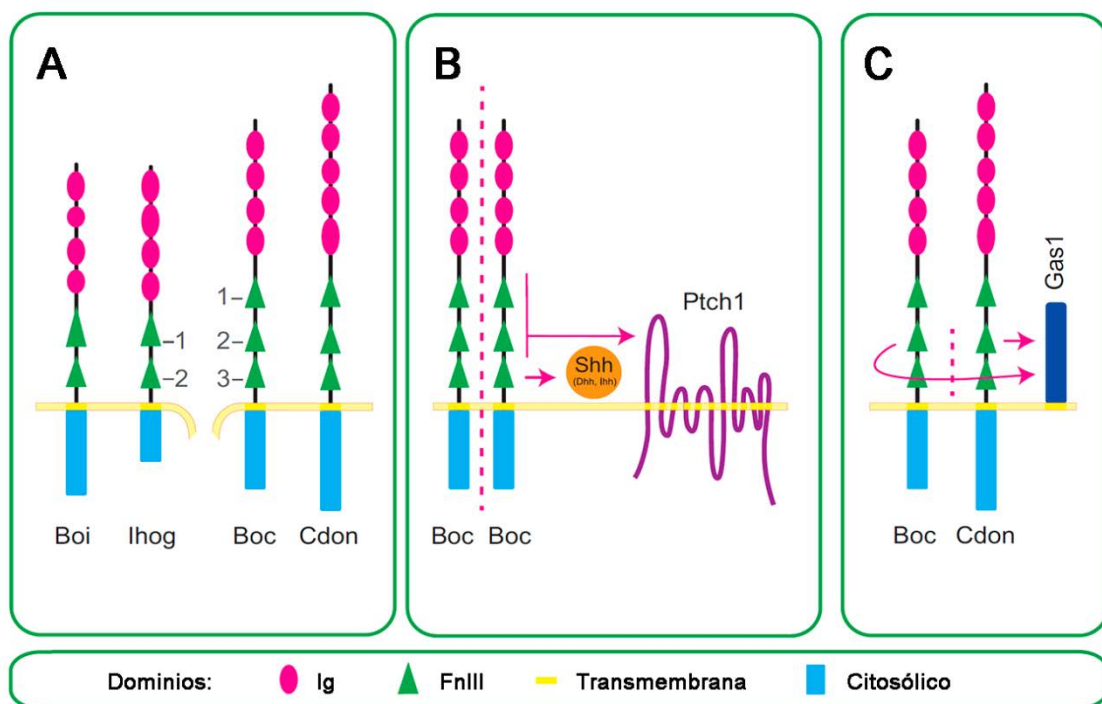 A
1–
2–
3–
–1
–2
Boi Ihog Boc Cdon
B
Ptch1
Shh
(Dhh, Ihh)
Boc Boc
C
Gas1
Boc Cdon
Dominios: Ig FnIII Transmembrana Citosólico